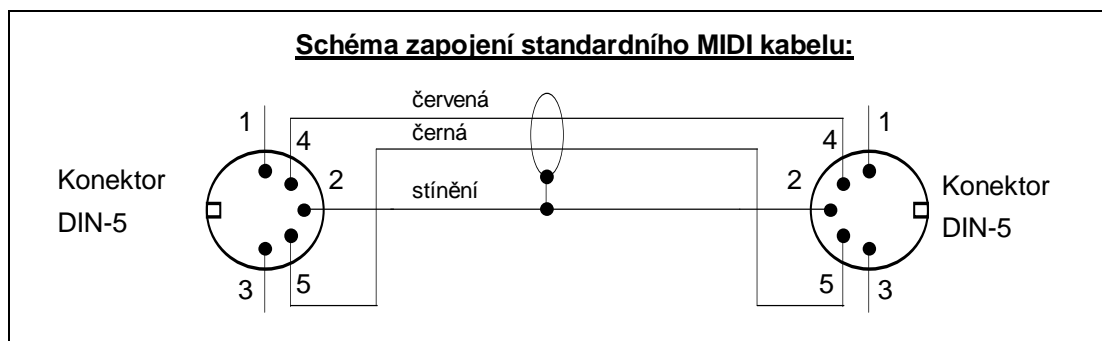 Schéma zapojení standardního MIDI kabelu:
červená
1
4
černá
2
stínění
Konektor
DIN-5
3
5
1
4
2
Konektor
DIN-5
5
3